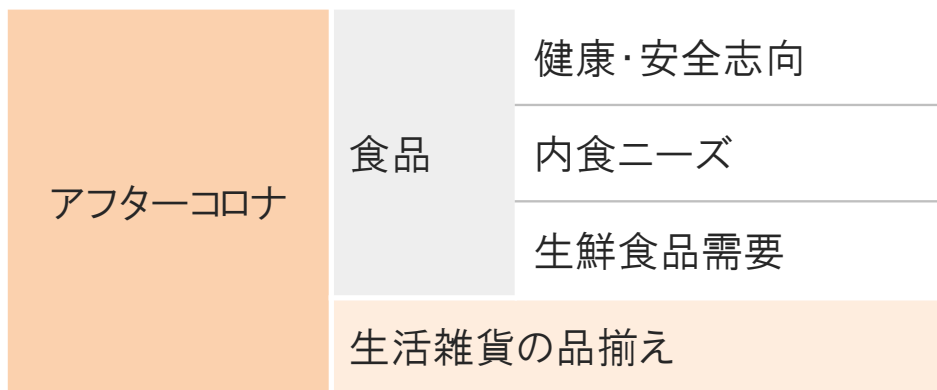 アフターコロナ
食品
健康・安全志向
内食ニーズ
生鮮食品需要
生活雑貨の品揃え